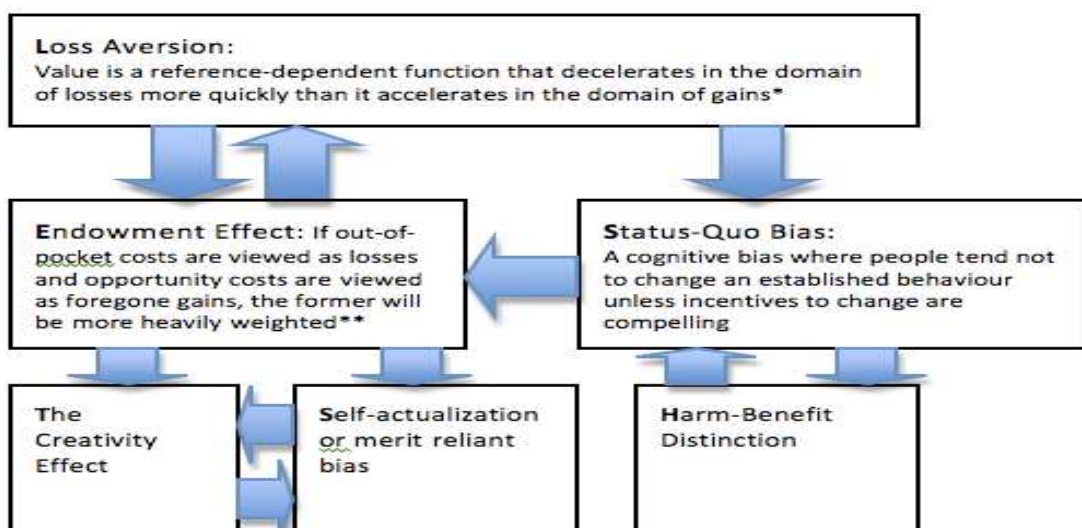 Loss Aversion:
Value is a reference-dependent function that decelerates in the domain
of losses more quickly than it accelerates in the domain of gains*
Endowment Effect: If out-of-
pocket costs are viewed as losses
and opportunity costs are viewed
as foregone gains, the former will
be more heavily weighted**
Status-Quo Bias:
A cognitive bias where people tend not
to change an established behaviour
unless incentives to change are
compelling
The
Creativity
Effect
Self-actualization
or merit reliant
bias
Harm-Benefit
Distinction